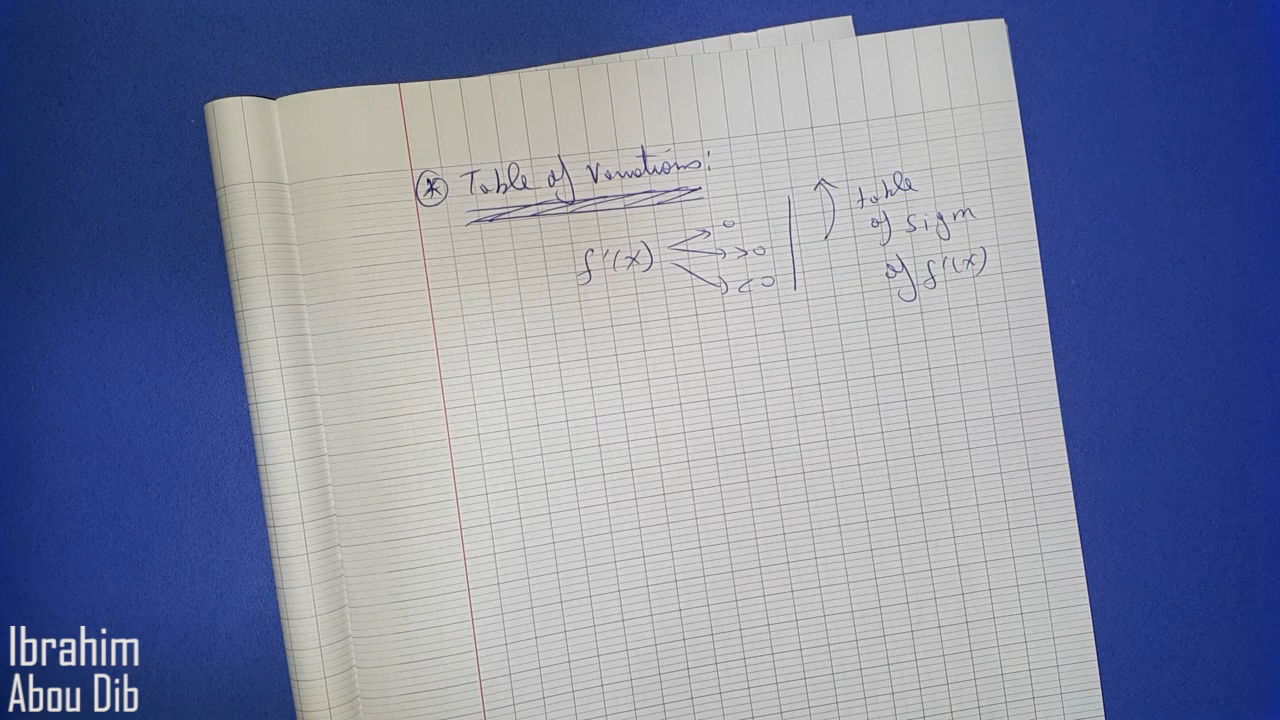 * Table of Variations:
f'(x) → 0
→ >0
→ <0
table
of sign
of f'(x)
Ibrahim
Abou Dib